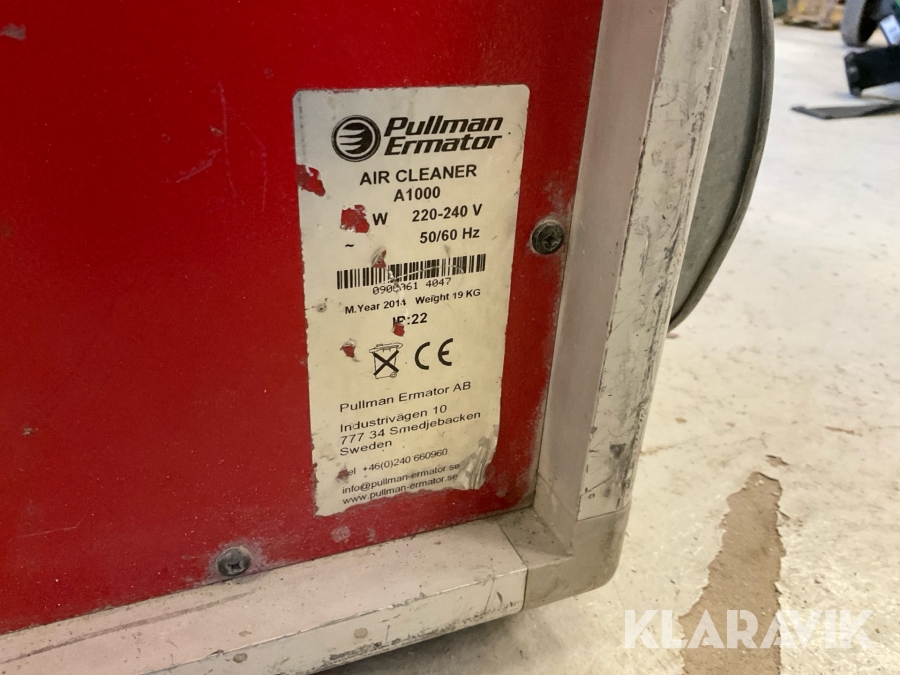 Pullman
Ermator
AIR CLEANER
A1000
W 220-240 V
~ 50/60 Hz
4047
M.Year 2014 Weight 19 KG
IP:22
CE
Pullman Ermator AB
Industrivägen 10
777 34 Smedjebacken
Sweden
+46(0)240 660960
info@pullman-ermator.se
www.pullman-ermator.se
KLARAVIK